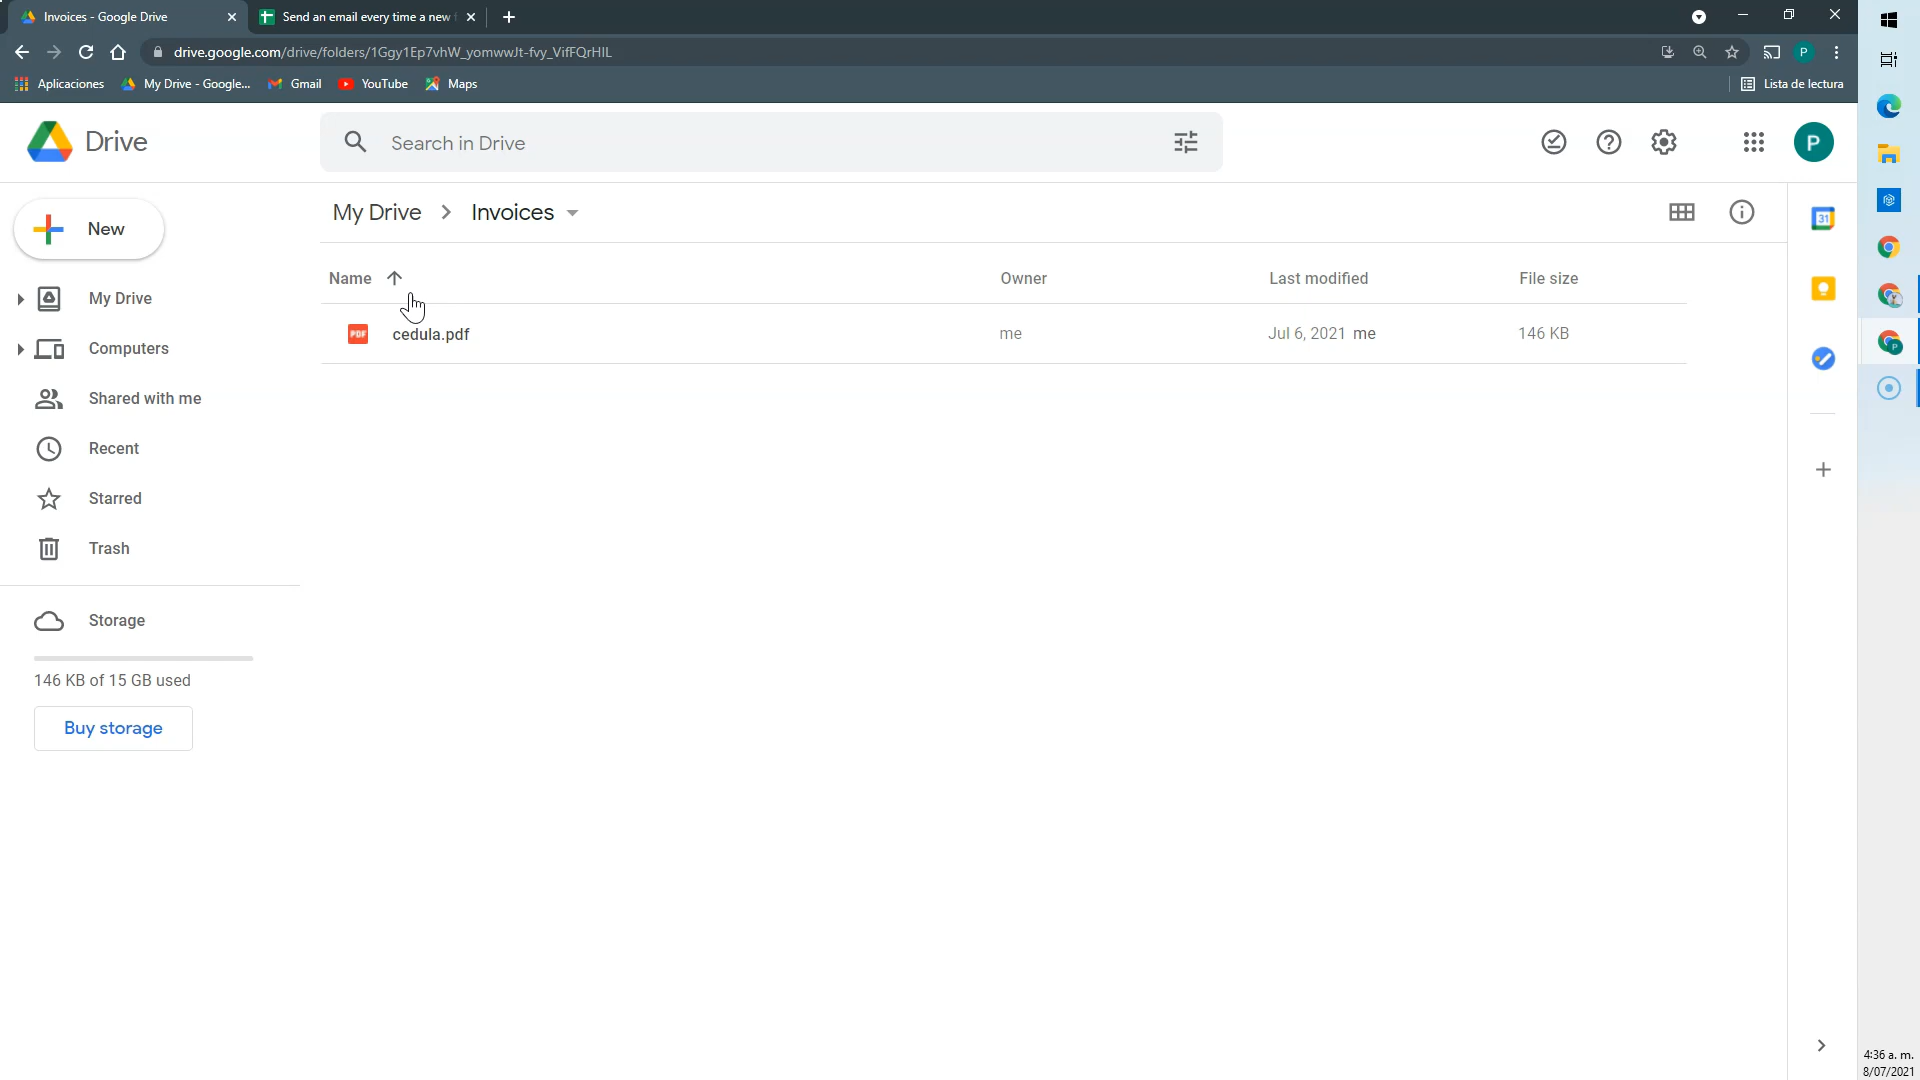 Invoices - Google Drive
Send an email every time a new f
drive.google.com/drive/folders/1Ggy1Ep7vhW_yomwwJt-fvy_VifFQrHIL
P
Aplicaciones
My Drive - Google...
Gmail
YouTube
Maps
Lista de lectura
Drive
Search in Drive
P
New
My Drive > Invoices
31
Name
Owner
Last modified
File size
PDF
cedula.pdf
me
Jul 6, 2021 me
146 KB
My Drive
Computers
Shared with me
Recent
Starred
Trash
Storage
146 KB of 15 GB used
Buy storage
P
4:36 a. m.
8/07/2021